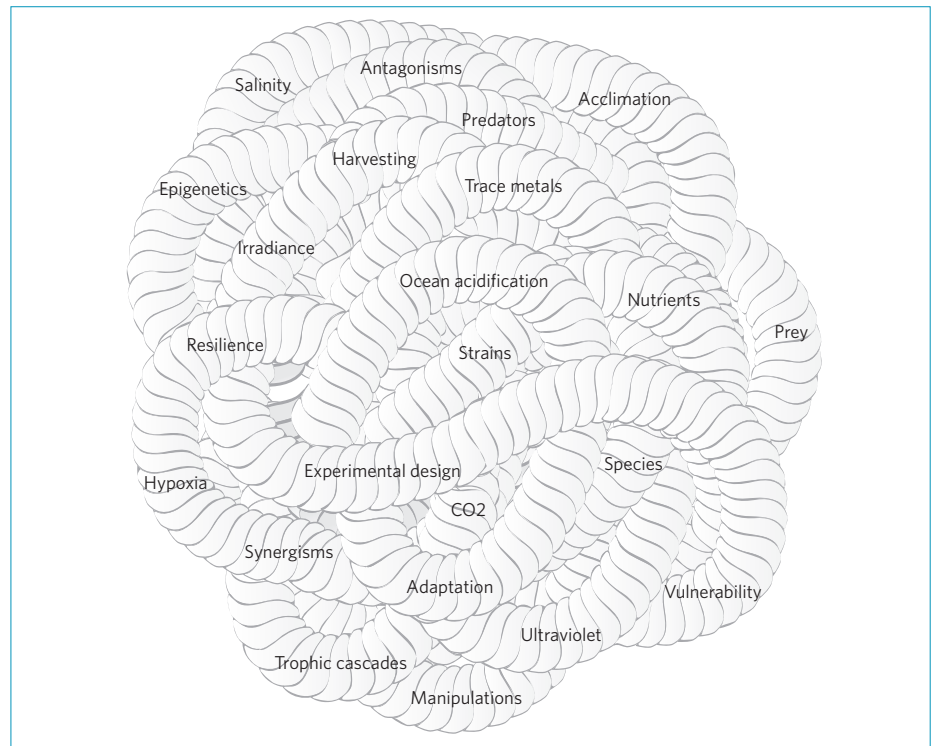 Antagonisms
Salinity
Acclimation
Predators
Harvesting
Trace metals
Epigenetics
Irradiance
Ocean acidification
Nutrients
Prey
Resilience
Strains
Species
Experimental design
Hypoxia
CO2
Synergisms
Adaptation
Vulnerability
Ultraviolet
Trophic cascades
Manipulations